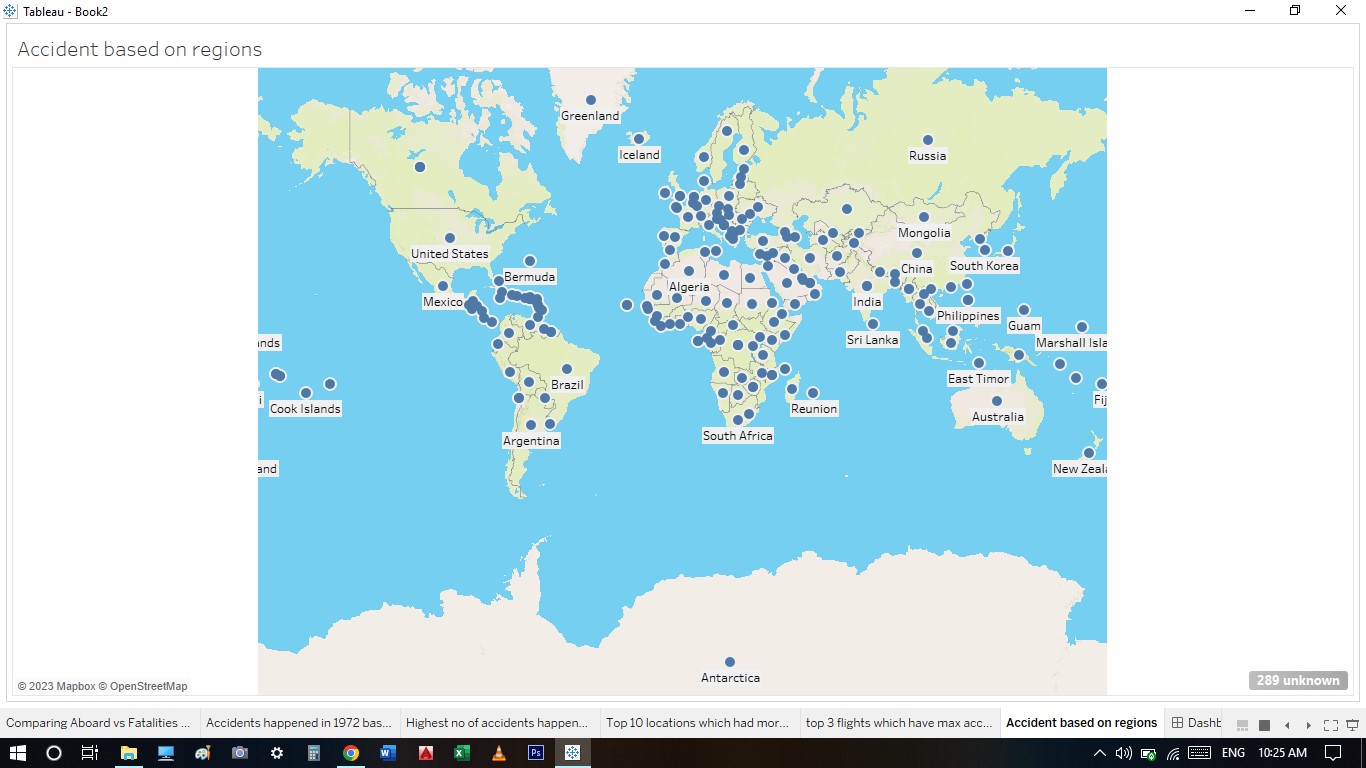 Tableau - Book2
Accident based on regions
Greenland
Iceland
Russia
Mongolia
United States
China
South Korea
Bermuda
Algeria
Mexico
India
Philippines
Guam
Sri Lanka
nds
Marshall Isla
East Timor
Brazil
i
Cook Islands
Reunion
Fij
Australia
South Africa
Argentina
and
New Zeal
Antarctica
289 unknown
© 2023 Mapbox © OpenStreetMap
Comparing Aboard vs Fatalities ...
Accidents happened in 1972 bas...
Highest no of accidents happen...
Top 10 locations which had mor...
top 3 flights which have max acc...
Accident based on regions
Dashb
ENG
10:25 AM